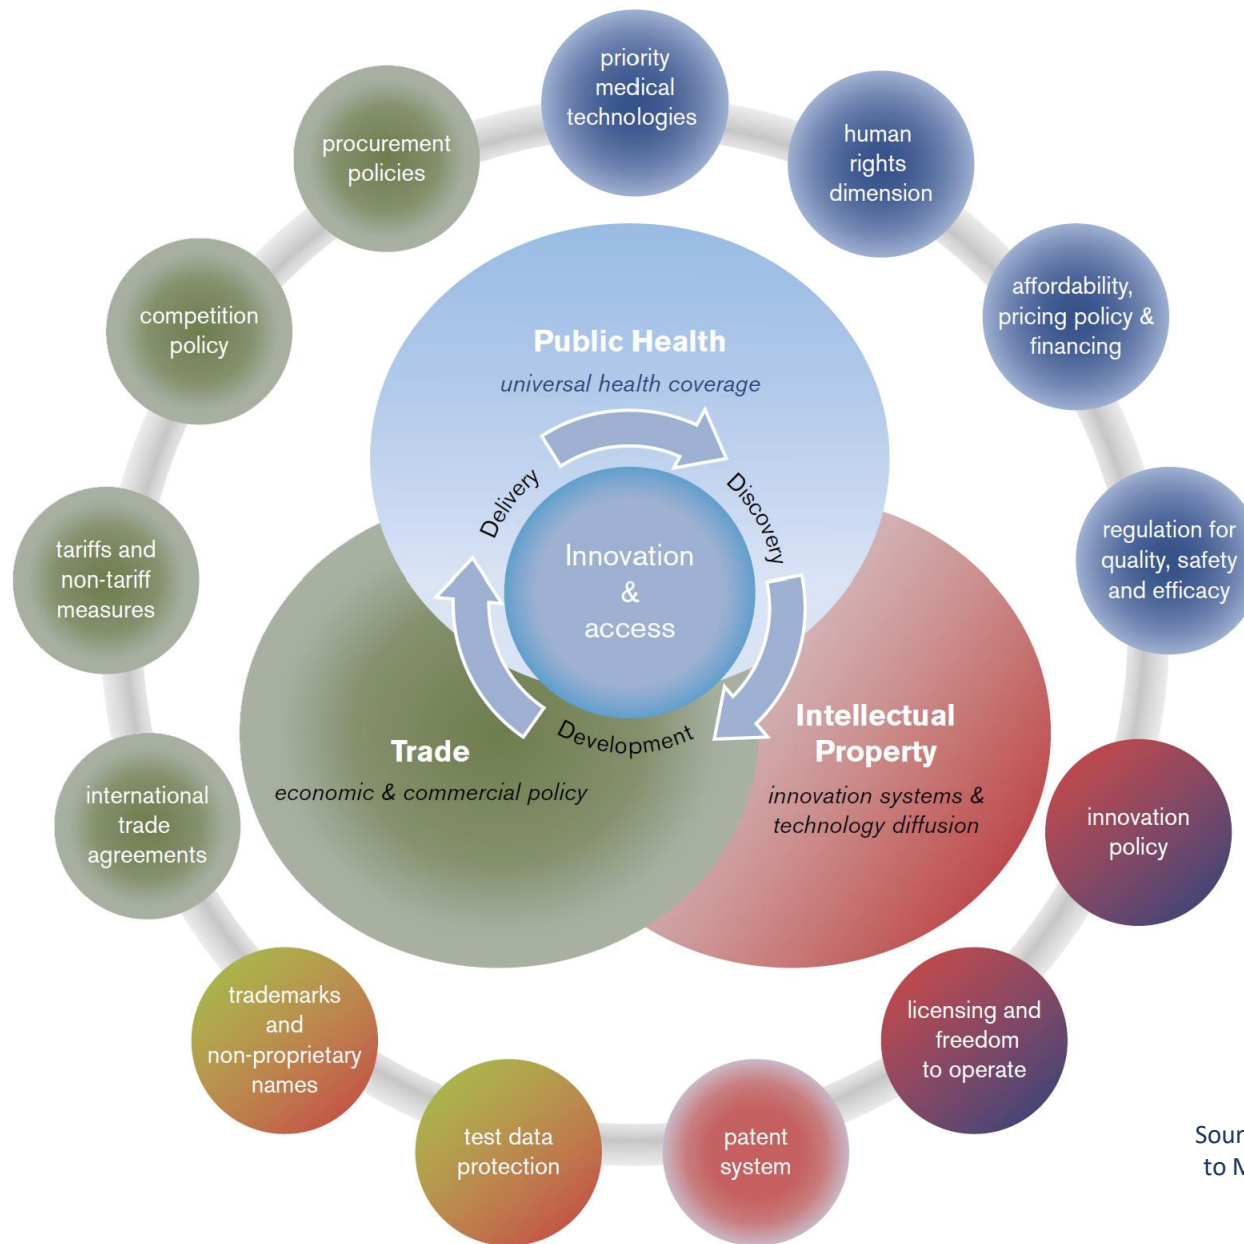 priority
medical
technologies
human
rights
dimension
affordability,
pricing policy &
financing
regulation for
quality, safety
and efficacy
innovation
policy
licensing and
freedom
to operate
patent
system
test data
protection
trademarks
and
non-proprietary
names
international
trade
agreements
tariffs and
non-tariff
measures
competition
policy
procurement
policies
Public Health
universal health coverage
Delivery
Discovery
Innovation
&
access
Development
Trade
economic & commercial policy
Intellectual
Property
innovation systems &
technology diffusion
to